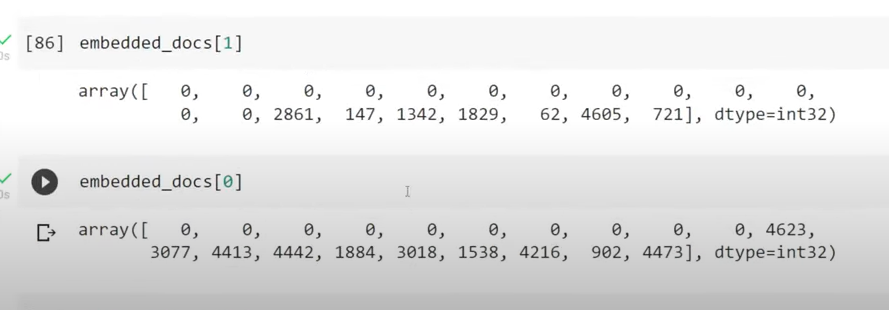 [86] embedded_docs[1]
0s
array([ 0, 0, 0, 0, 0, 0, 0, 0, 0, 0, 0,
0, 0, 2861, 147, 1342, 1829, 62, 4605, 721], dtype=int32)
embedded_docs[0]
0s
array([ 0, 0, 0, 0, 0, 0, 0, 0, 0, 0, 4623,
3077, 4413, 4442, 1884, 3018, 1538, 4216, 902, 4473], dtype=int32)